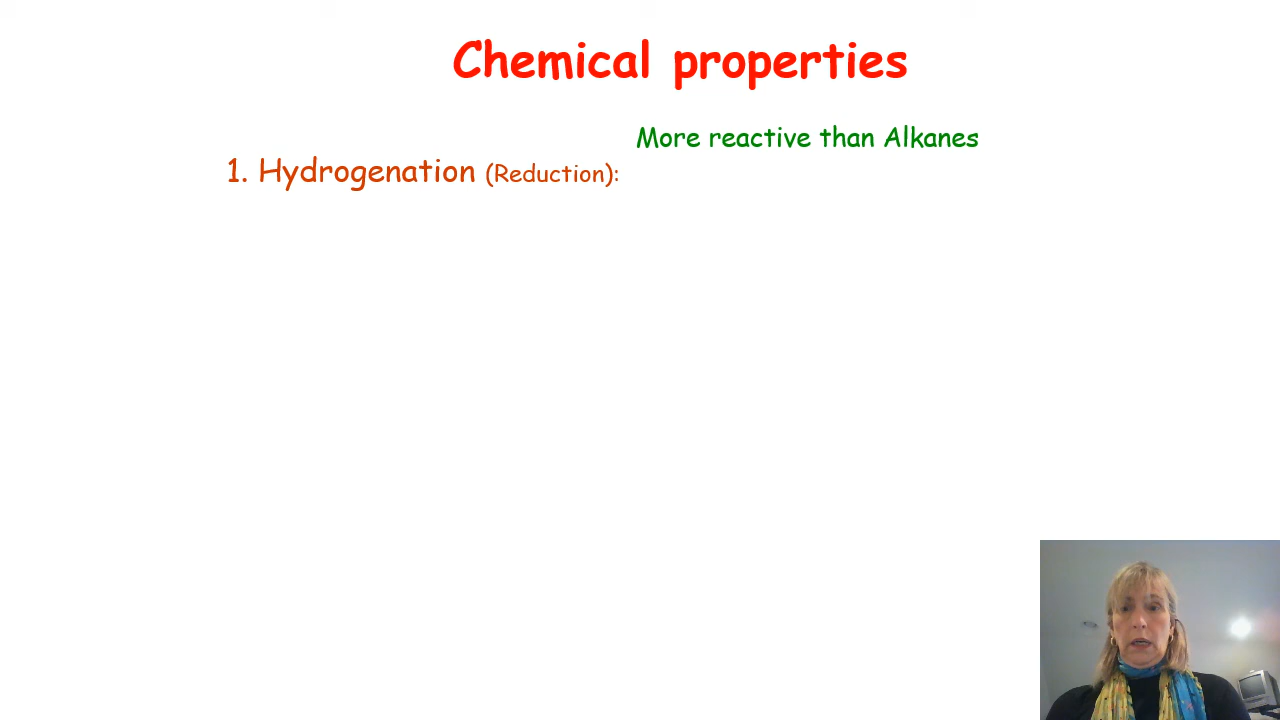 Chemical properties
More reactive than Alkanes
1. Hydrogenation (Reduction):